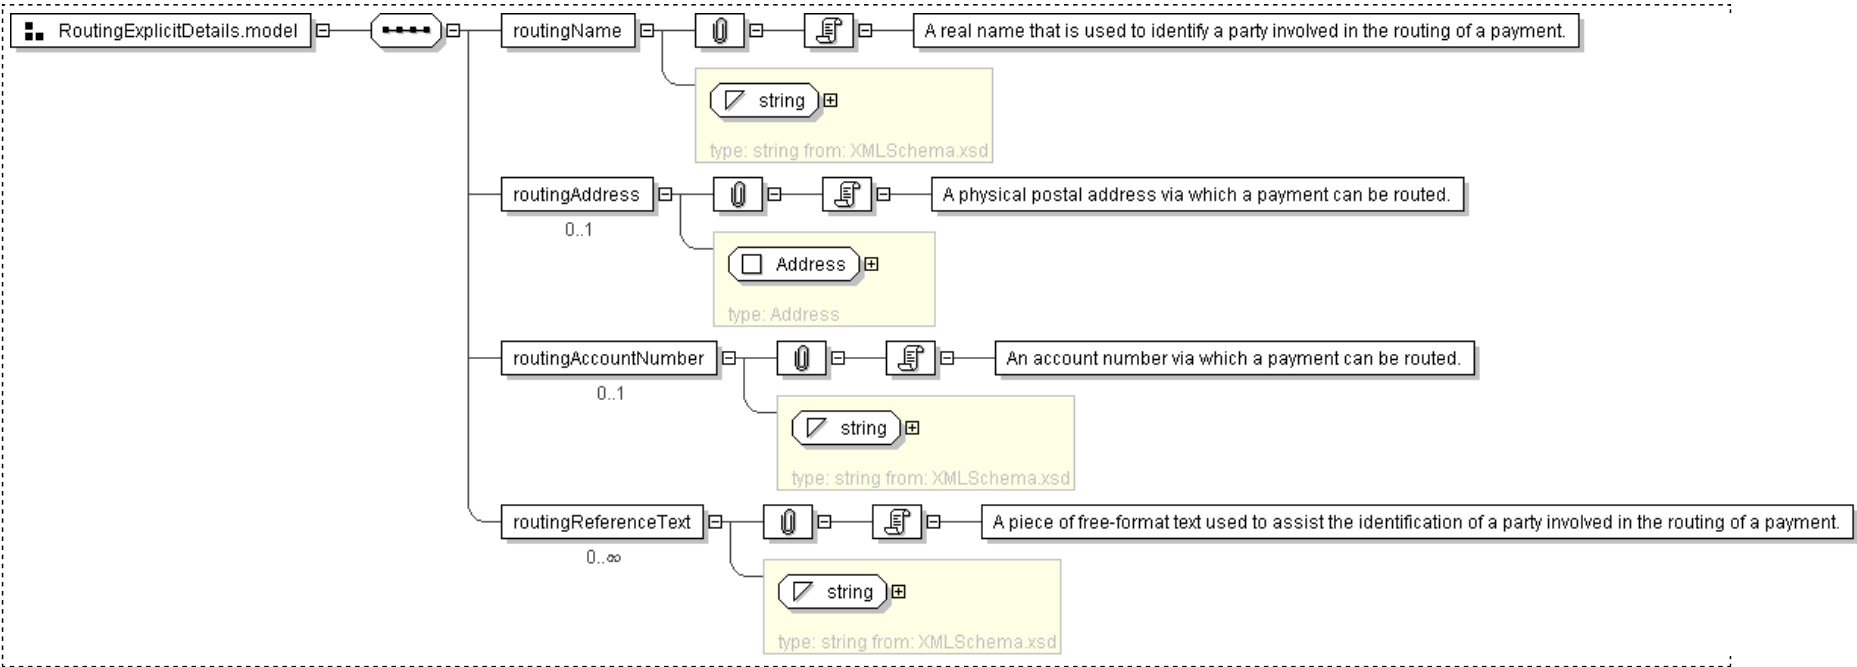 RoutingExplicitDetails.model
routingName
A real name that is used to identify a party involved in the routing of a payment.
string
type: string from: XMLSchema.xsd
routingAddress
A physical postal address via which a payment can be routed.
0..1
Address
type: Address
routingAccountNumber
An account number via which a payment can be routed.
0..1
string
type: string from: XMLSchema.xsd
routingReferenceText
A piece of free-format text used to assist the identification of a party involved in the routing of a payment.
0..∞
string
type: string from: XMLSchema.xsd